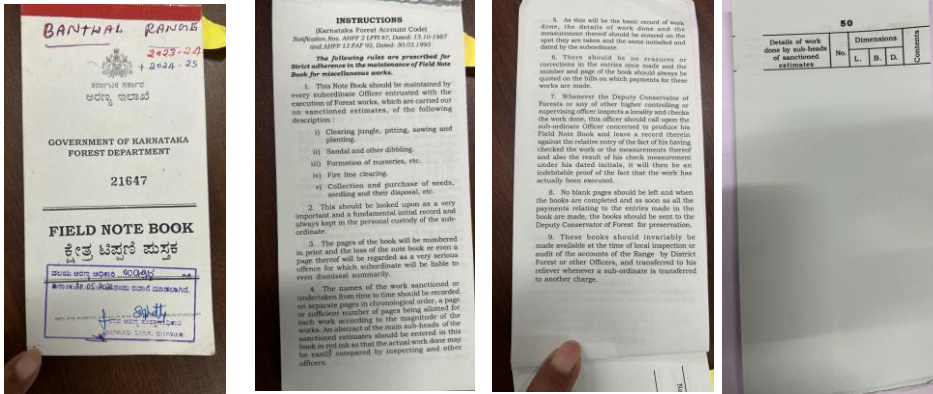 BANTWAL RANGE
2023-24
+ 2024-25
ಕರ್ನಾಟಕ ಸರ್ಕಾರ
ಅರಣ್ಯ ಇಲಾಖೆ
GOVERNMENT OF KARNATAKA
FOREST DEPARTMENT
21647
FIELD NOTE BOOK
ಕ್ಷೇತ್ರ ಟಿಪ್ಪಣಿ ಪುಸ್ತಕ
ವಲಯ ಅರಣ್ಯ ಅಧಿಕಾರಿ
INSTRUCTIONS
(Karnataka Forest Account Code)
Notification Nos. AHFF 2 LFFI 87, Dated: 13.10-1987
and AHFF 12 FAF 92, Dated: 30.03.1995
The following rules are prescribed for
Strict adherence in the maintenance of Field Note
Book for miscellaneous works.
1. This Note Book should be maintained by
every subordinate Officer entrusted with the
execution of Forest works, which are carried out
on sanctioned estimates, of the following
description :
i) Clearing jungle, pitting, sowing and
planting.
ii) Sandal and other dibbling.
iii) Formation of nurseries, etc.
iv) Fire line clearing.
v) Collection and purchase of seeds,
seedling and their disposal, etc.
2. This should be looked upon as a very
important and a fundamental initial record and
always kept in the personal custody of the sub-
ordinate.
3. The pages of the book will be numbered
in print and the loss of the note book or even a
page thereof will be regarded as a very serious
offence for which subordinate will be liable to
even dismissal summarily.
4. The names of the work sanctioned or
undertaken from time to time should be recorded
on separate pages in chronological order, a page
or sufficient number of pages being allotted for
each work according to the magnitude of the
works. An abstract of the main sub-heads of the
sanctioned estimates should be entered in this
book in red ink so that the actual work done may
be easily compared by inspecting and other
officers.
5. As this will be the basic record of work
done, the details of work done and the
measurement thereof should be entered on the
spot they are taken and the same initialled and
dated by the subordinate.
6. There should be no erasures or
corrections in the entries once made and the
number and page of the book should always be
quoted on the bills on which payments for these
works are made.
7. Whenever the Deputy Conservator of
Forests or any of other higher controlling or
supervising officer inspects a locality and checks
the work done, this officer should call upon the
sub-ordinate Officer concerned to produce his
Field Note Book and leave a record therein
against the relative entry of the fact of his having
checked the work or the measurements thereof
and also the result of his check measurement
under his dated initials, it will then be an
indebitable proof of the fact that the work has
actually been executed.
8. No blank pages should be left and when
the books are completed and as soon as all the
payments relating to the entries made in the
book are made, the books should be sent to the
Deputy Conservator of Forest for preservation.
9. These books should invariably be
made available at the time of local inspection or
audit of the accounts of the Range by District
Forest or other Officers, and transferred to his
reliever whenever a sub-ordinate is transferred
to another charge.
50
Details of work
done by sub-heads
of sanctioned
estimates
No.
Dimensions
L. B. D.
Contents